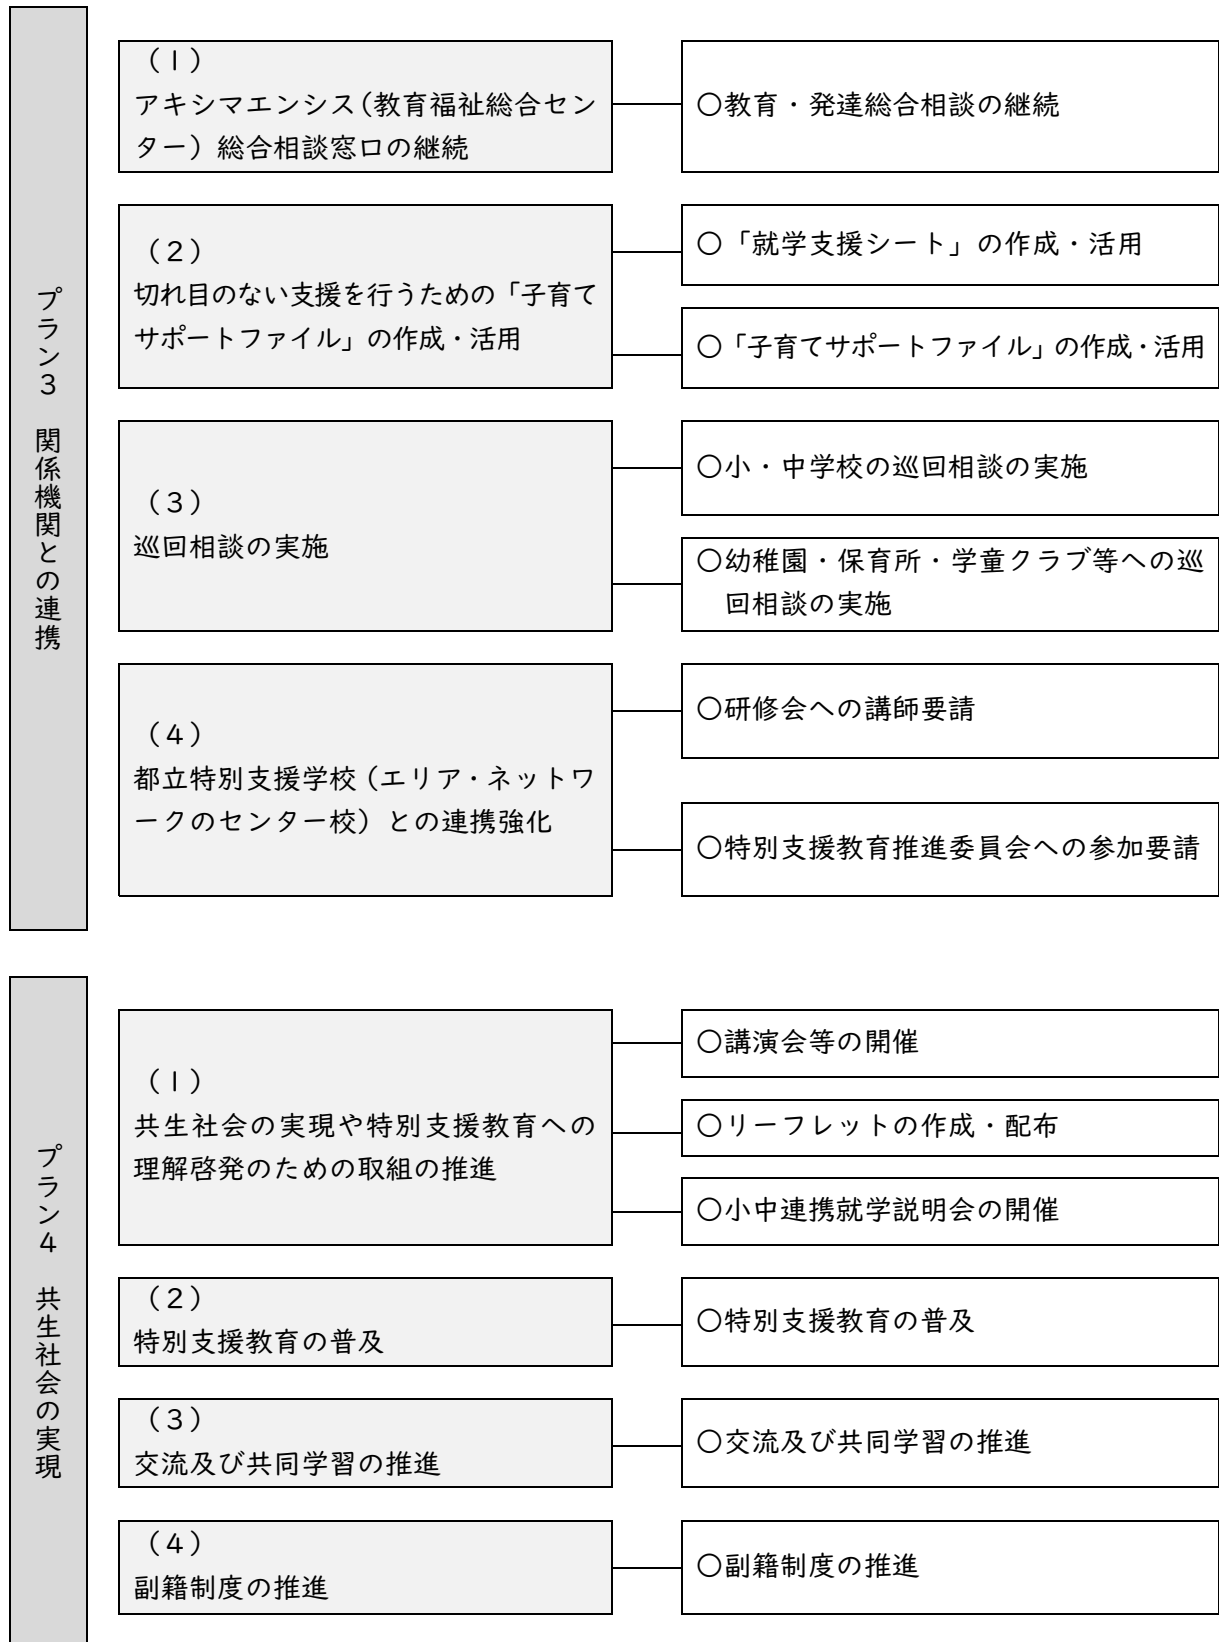 プラン３　関係機関との連携
（１）
アキシマエンシス（教育福祉総合セン
ター）総合相談窓口の継続
〇教育・発達総合相談の継続
（２）
切れ目のない支援を行うための「子育て
サポートファイル」の作成・活用
〇「就学支援シート」の作成・活用
〇「子育てサポートファイル」の作成・活用
（３）
巡回相談の実施
〇小・中学校の巡回相談の実施
〇幼稚園・保育所・学童クラブ等への巡
回相談の実施
（４）
都立特別支援学校（エリア・ネットワ
ークのセンター校）との連携強化
〇研修会への講師要請
〇特別支援教育推進委員会への参加要請
プラン４　共生社会の実現
（１）
共生社会の実現や特別支援教育への
理解啓発のための取組の推進
〇講演会等の開催
〇リーフレットの作成・配布
〇小中連携就学説明会の開催
（２）
特別支援教育の普及
〇特別支援教育の普及
（３）
交流及び共同学習の推進
〇交流及び共同学習の推進
（４）
副籍制度の推進
〇副籍制度の推進